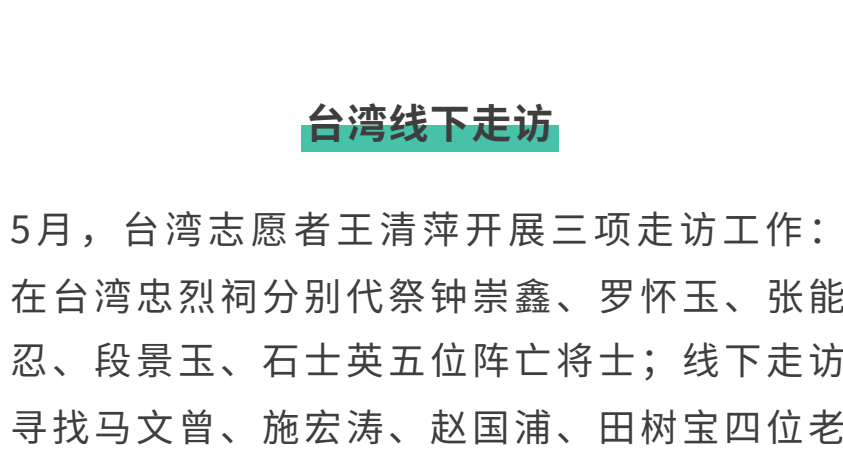 台湾线下走访
5月，台湾志愿者王清萍开展三项走访工作：
在台湾忠烈祠分别代祭钟崇鑫、罗怀玉、张能
忍、段景玉、石士英五位阵亡将士；线下走访
寻找马文曾、施宏涛、赵国浦、田树宝四位老